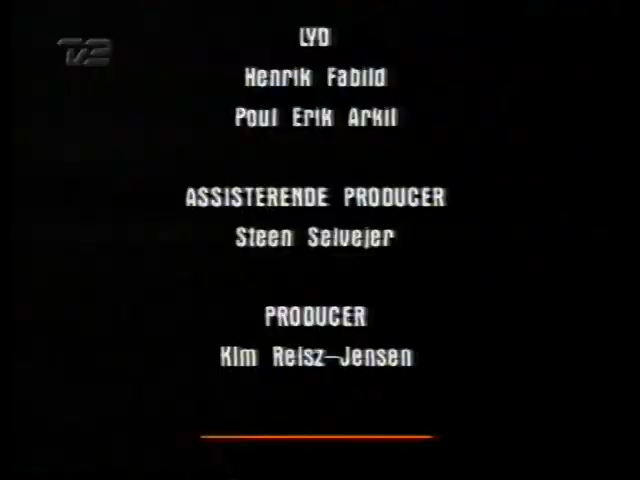 LYD
TV2
Henrik Fabild
Poul Erik Arkil
ASSISTERENDE PRODUCER
Steen Selvejer
PRODUCER
Kim Reisz-Jensen